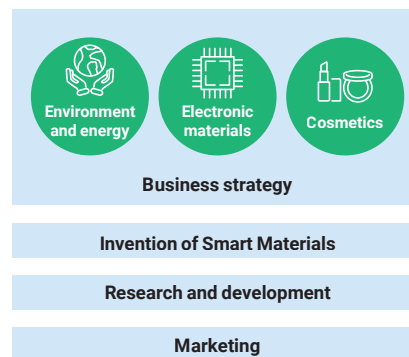 Environment
and energy
Electronic
materials
Cosmetics
Business strategy
Invention of Smart Materials
Research and development
Marketing